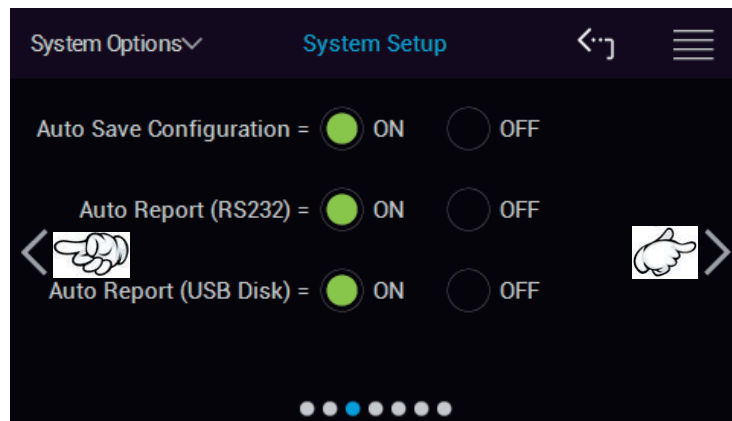 System Options System Setup
Auto Save Configuration = ON OFF
Auto Report (RS232) = ON OFF
Auto Report (USB Disk) = ON OFF